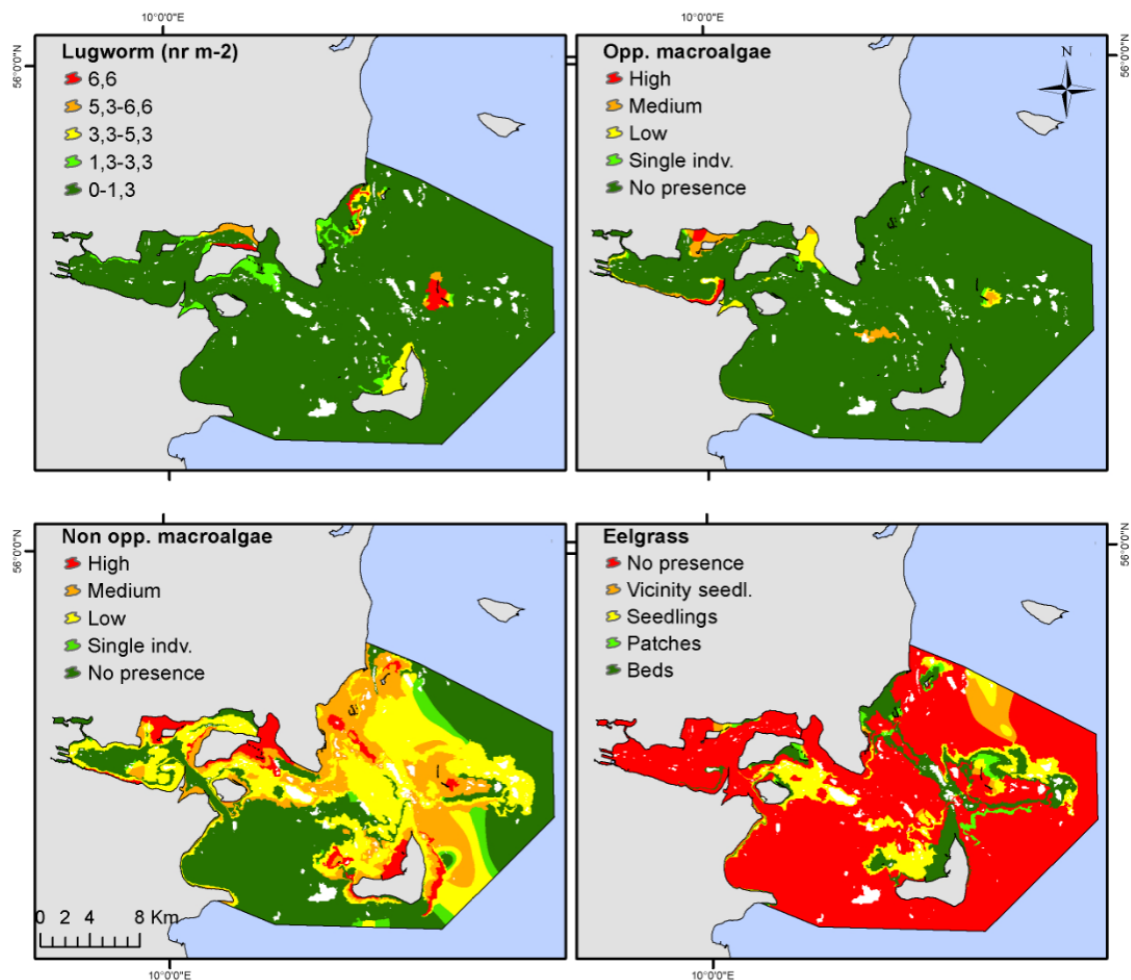 10°0'0"E
10°0'0"E
56°0'0"N
Lugworm (nr m-2)
6,6
5,3-6,6
3,3-5,3
1,3-3,3
0-1,3
Opp. macroalgae
High
Medium
Low
Single indv.
No presence
N
56°0'0"N
56°0'0"N
Non opp. macroalgae
High
Medium
Low
Single indv.
No presence
0 2 4 8 Km
Eelgrass
No presence
Vicinity seedl.
Seedlings
Patches
Beds
56°0'0"N
10°0'0"E
10°0'0"E